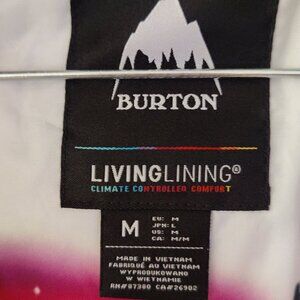 BURTON
LIVINGLINING®
CLIMATE CONTROLLED COMFORT
M
EU: M
JPN: L
US: M
CA: M/M
MADE IN VIETNAM
FABRIQUÉ AU VIETNAM
WYPRODUKOWANO
W WIETNAMIE
RN#87380 CA#26902